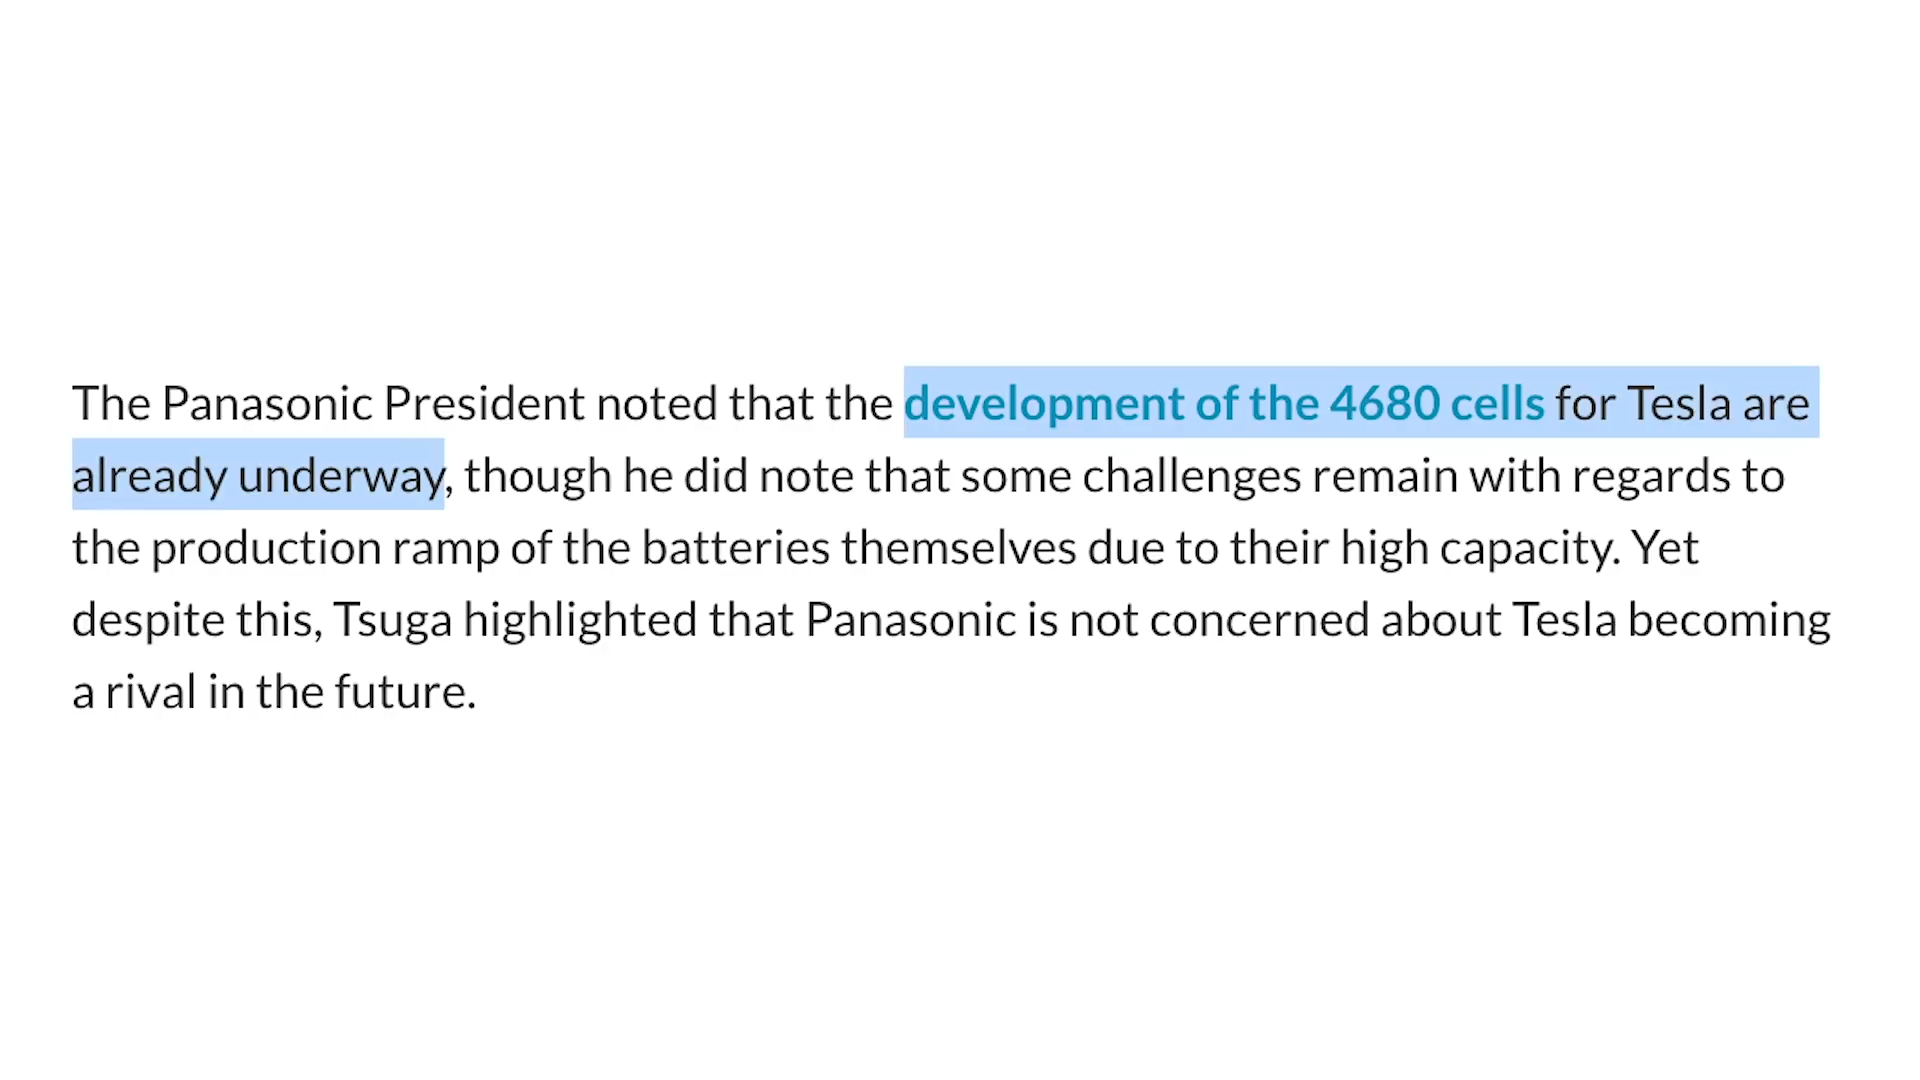 The Panasonic President noted that the development of the 4680 cells for Tesla are
already underway, though he did note that some challenges remain with regards to
the production ramp of the batteries themselves due to their high capacity. Yet
despite this, Tsuga highlighted that Panasonic is not concerned about Tesla becoming
a rival in the future.